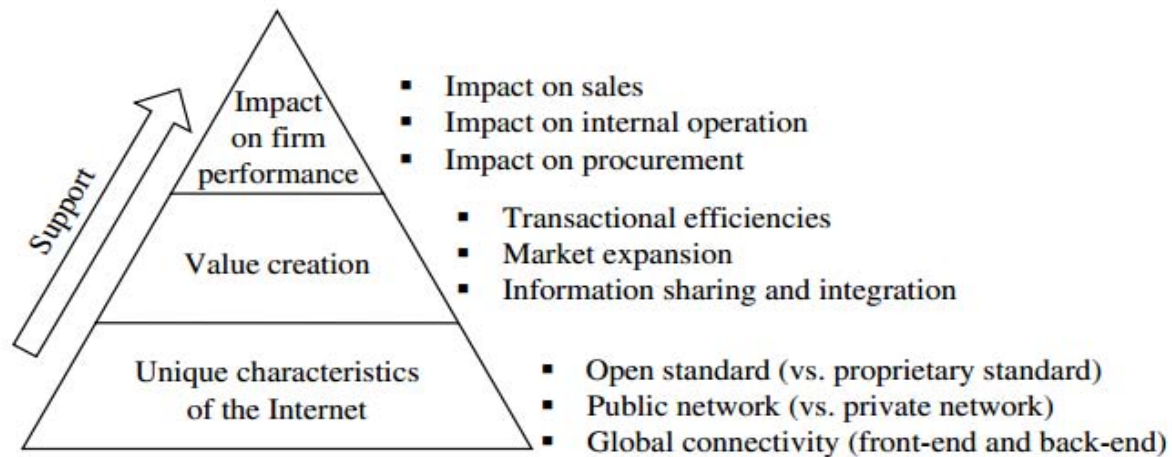 Support
Impact
on firm
performance
▪ Impact on sales
▪ Impact on internal operation
▪ Impact on procurement
Value creation
▪ Transactional efficiencies
▪ Market expansion
▪ Information sharing and integration
Unique characteristics
of the Internet
▪ Open standard (vs. proprietary standard)
▪ Public network (vs. private network)
▪ Global connectivity (front-end and back-end)